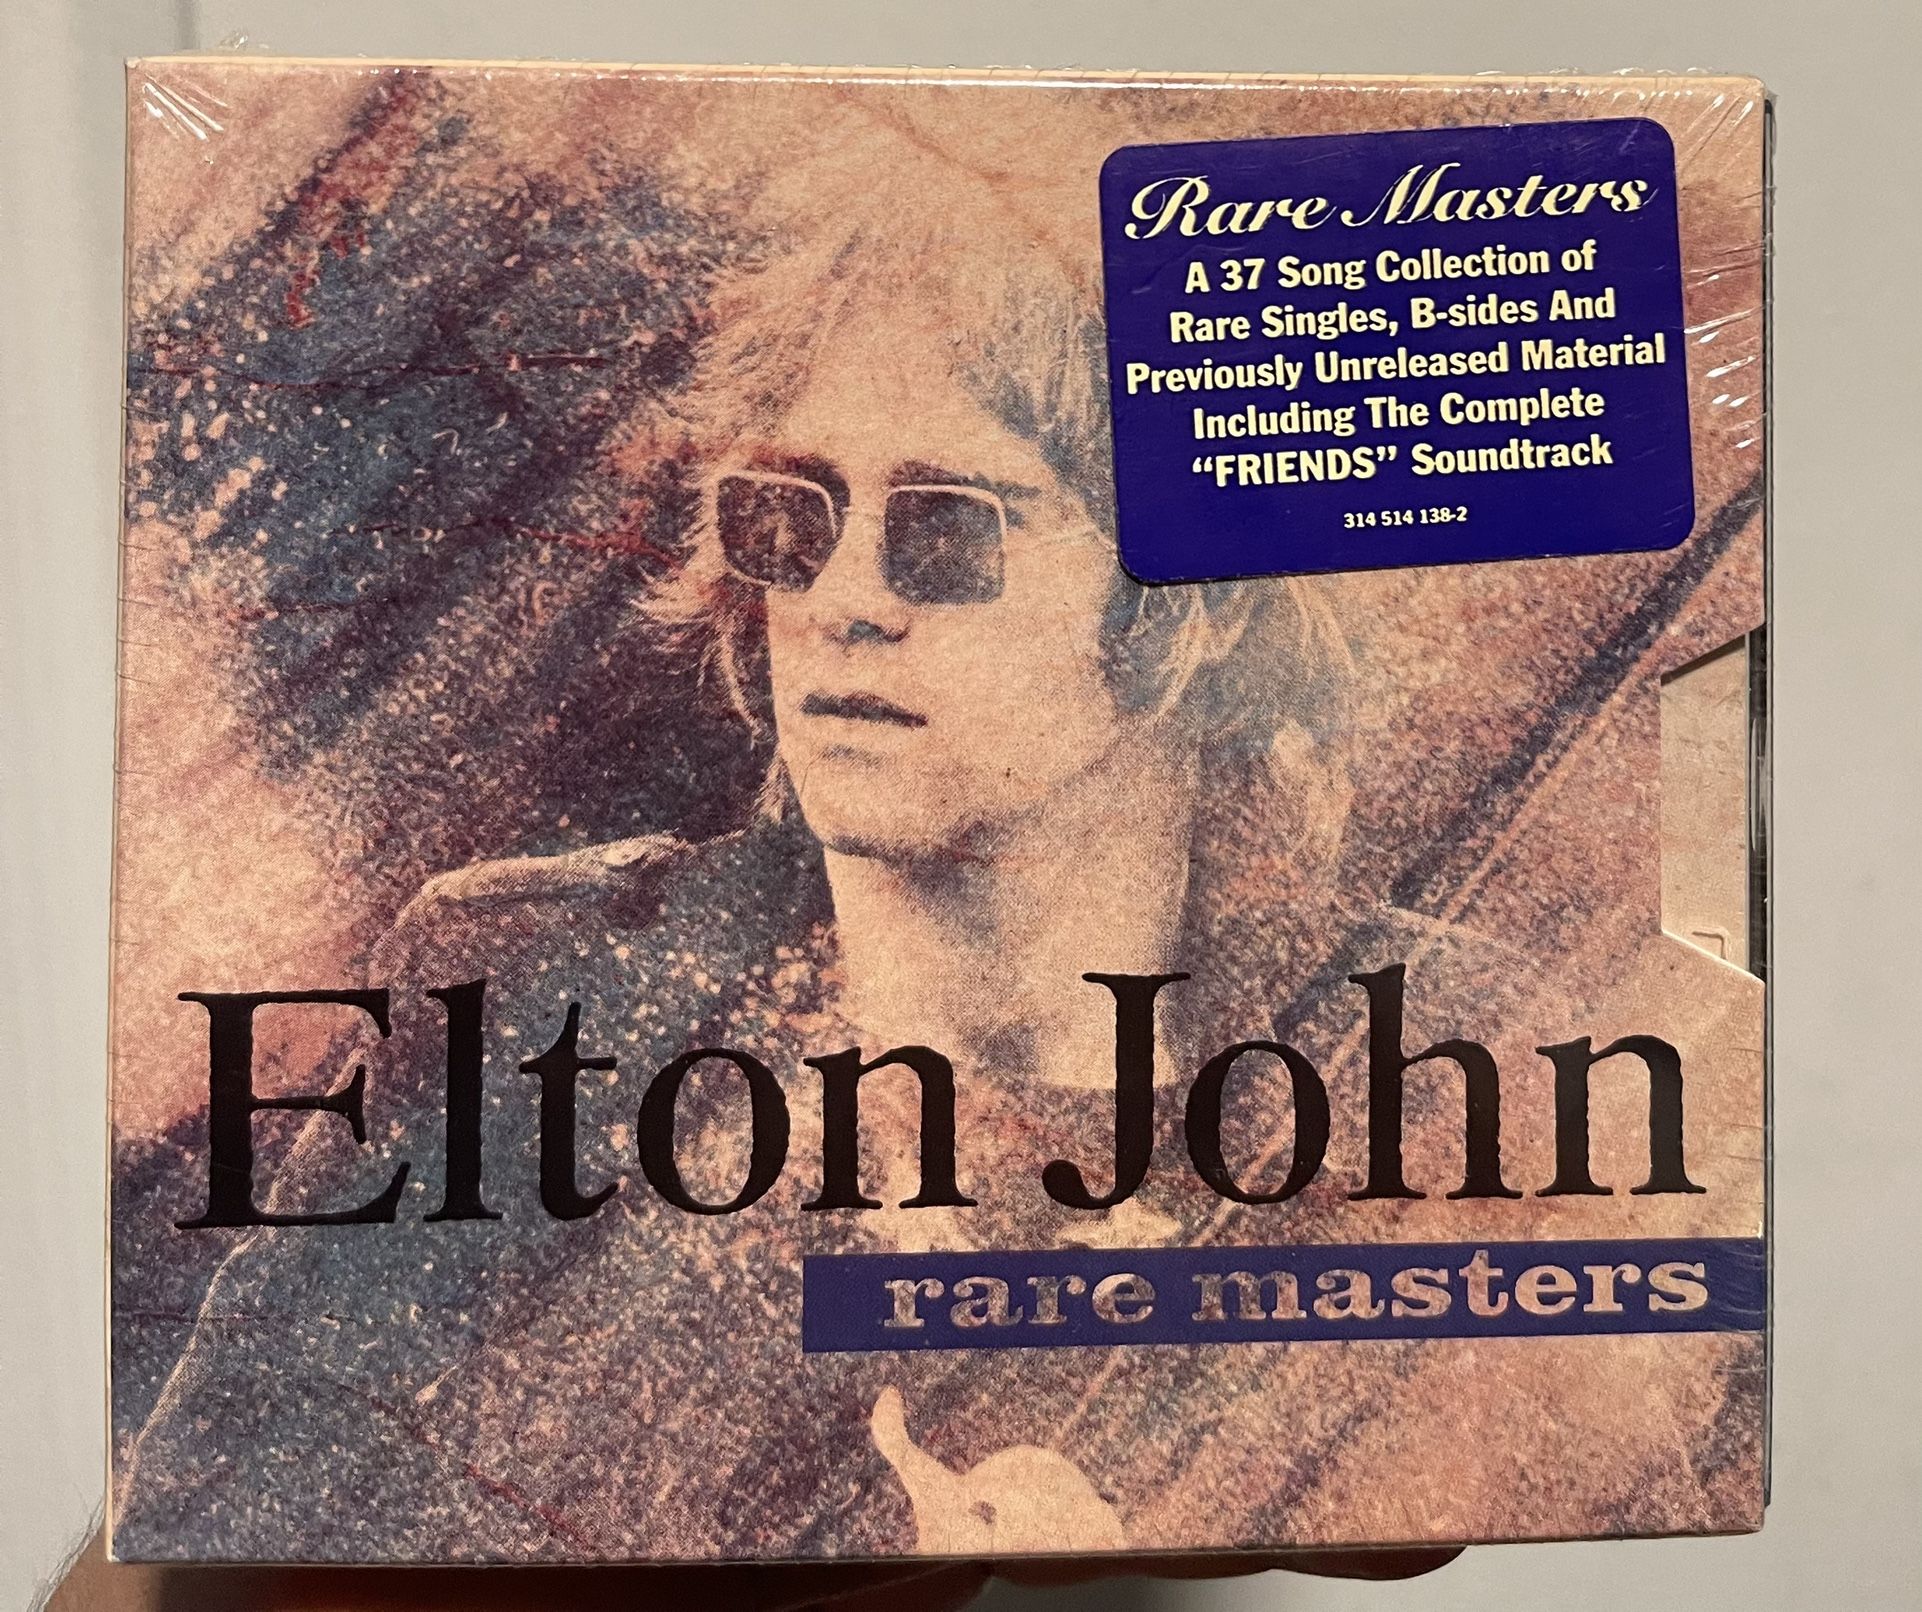 Rare Masters
A 37 Song Collection of
Rare Singles, B-sides And
Previously Unreleased Material
Including The Complete
“FRIENDS” Soundtrack
314 514 138-2
Elton John
rare masters